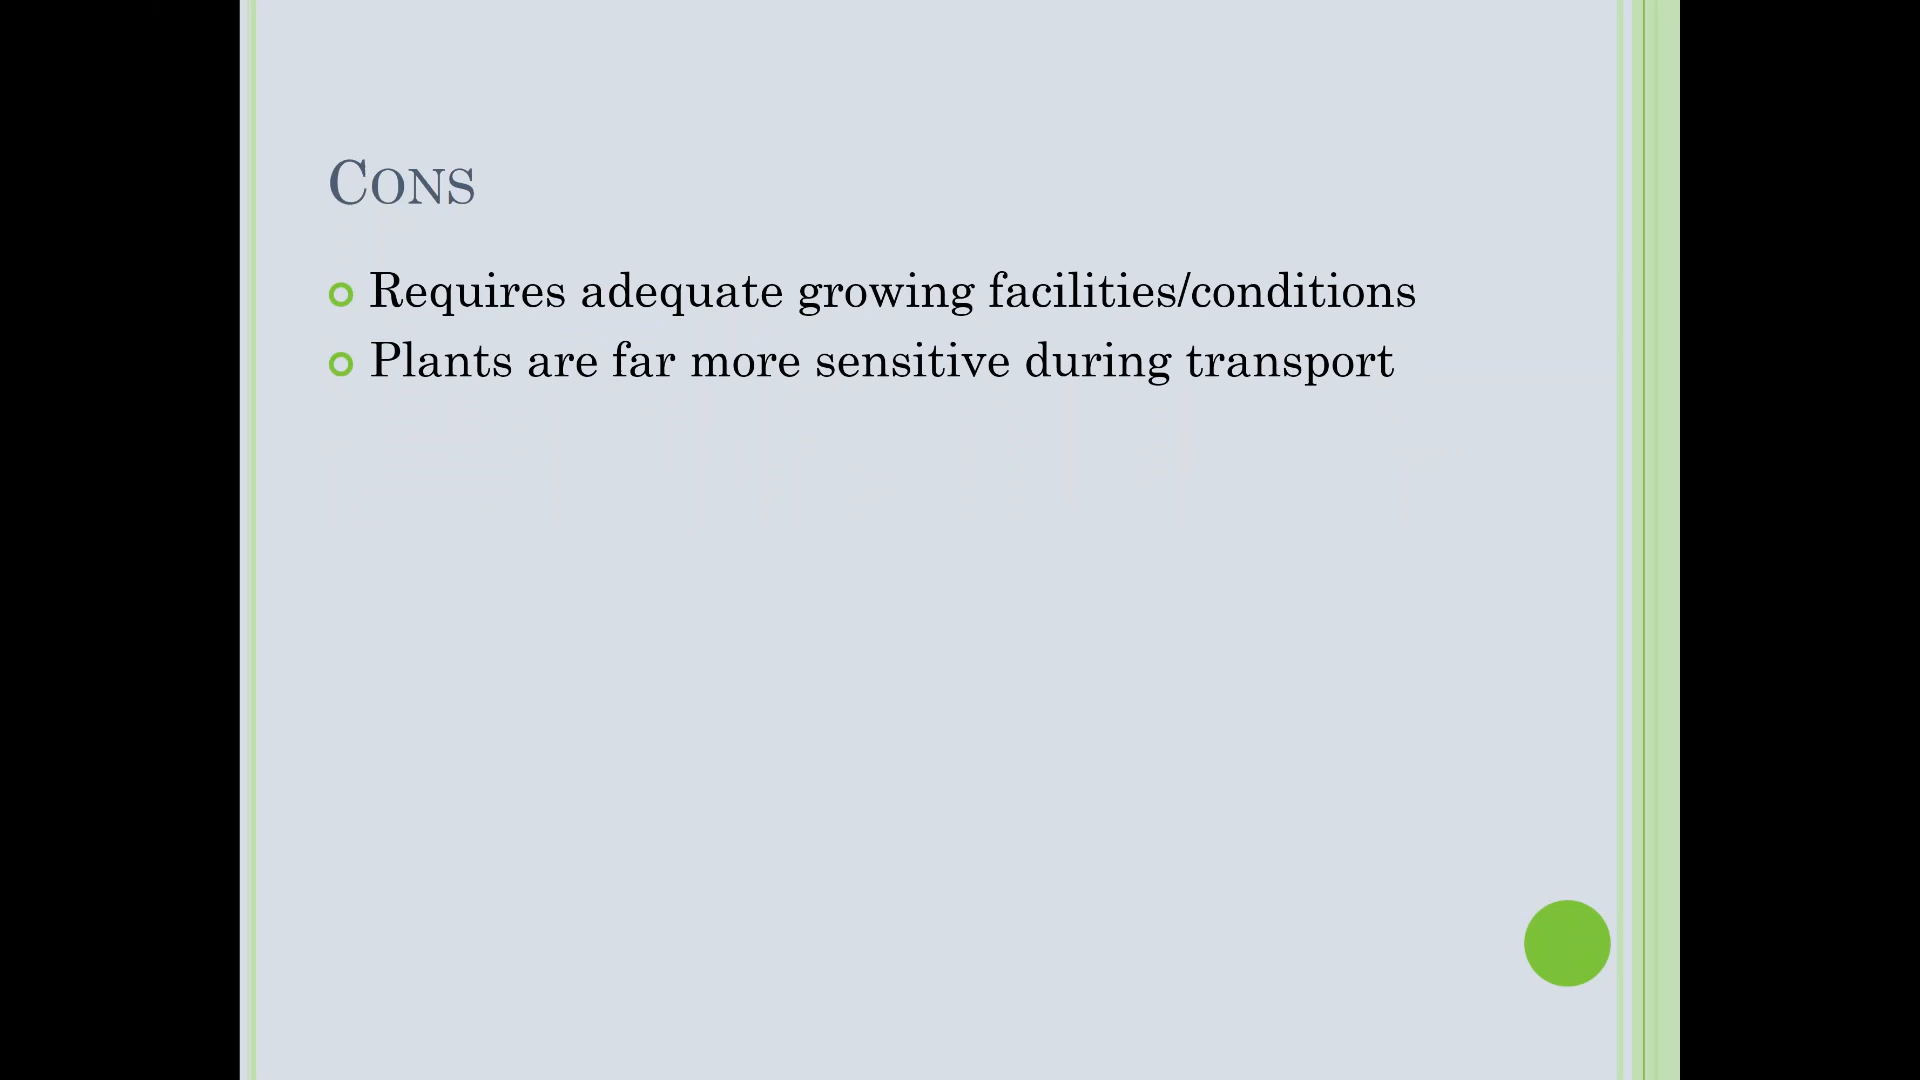 Cons
Requires adequate growing facilities/conditions
Plants are far more sensitive during transport